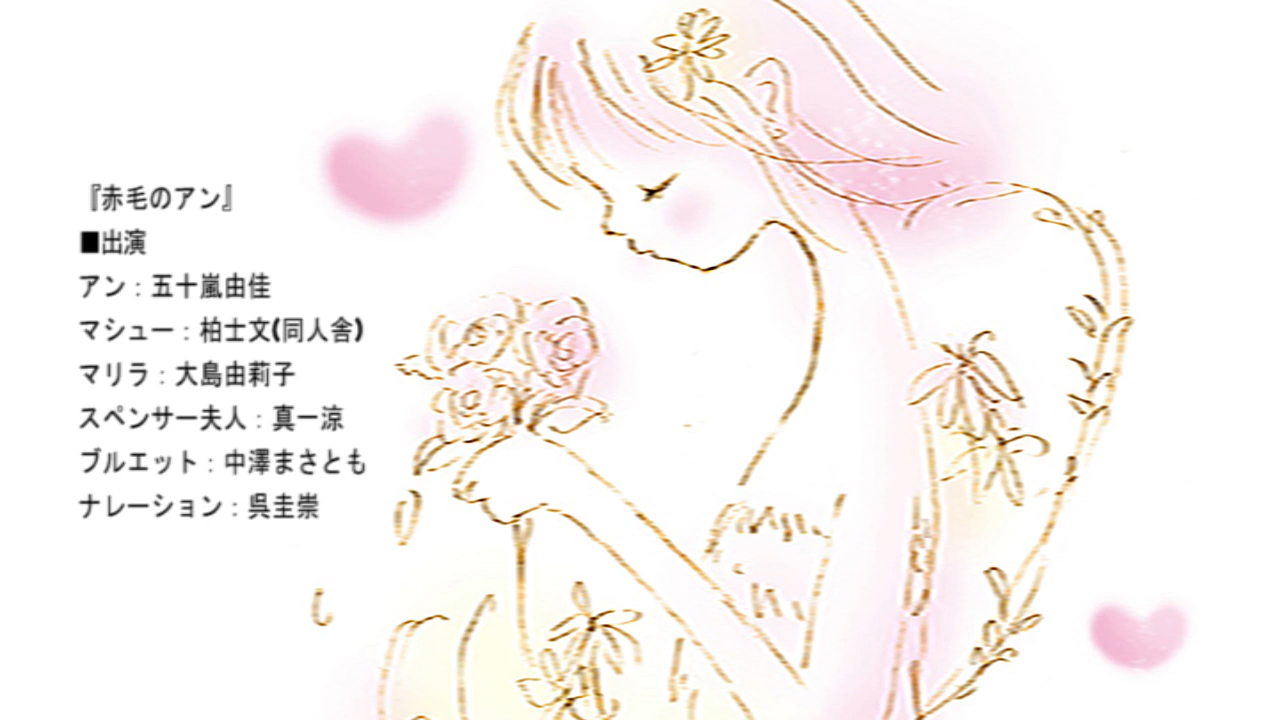 『赤毛のアン』
■出演
アン：五十嵐由佳
マシュー：柏士文(同人舎)
マリラ：大島由莉子
スペンサー夫人：真一涼
ブルエット：中澤まさとも
ナレーション：呉圭崇